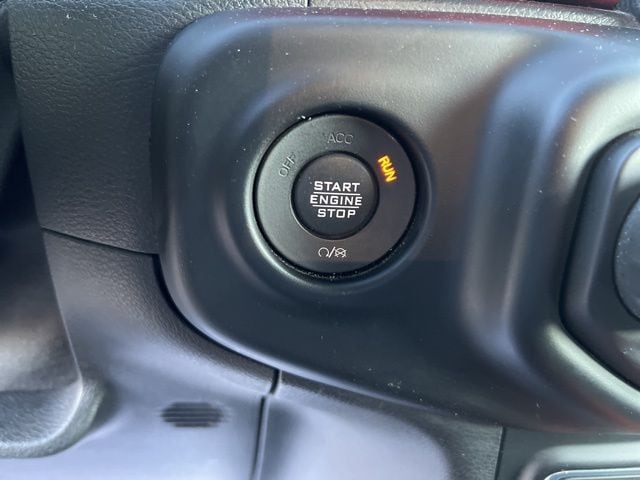 OFF
ACC
RUN
START
ENGINE
STOP